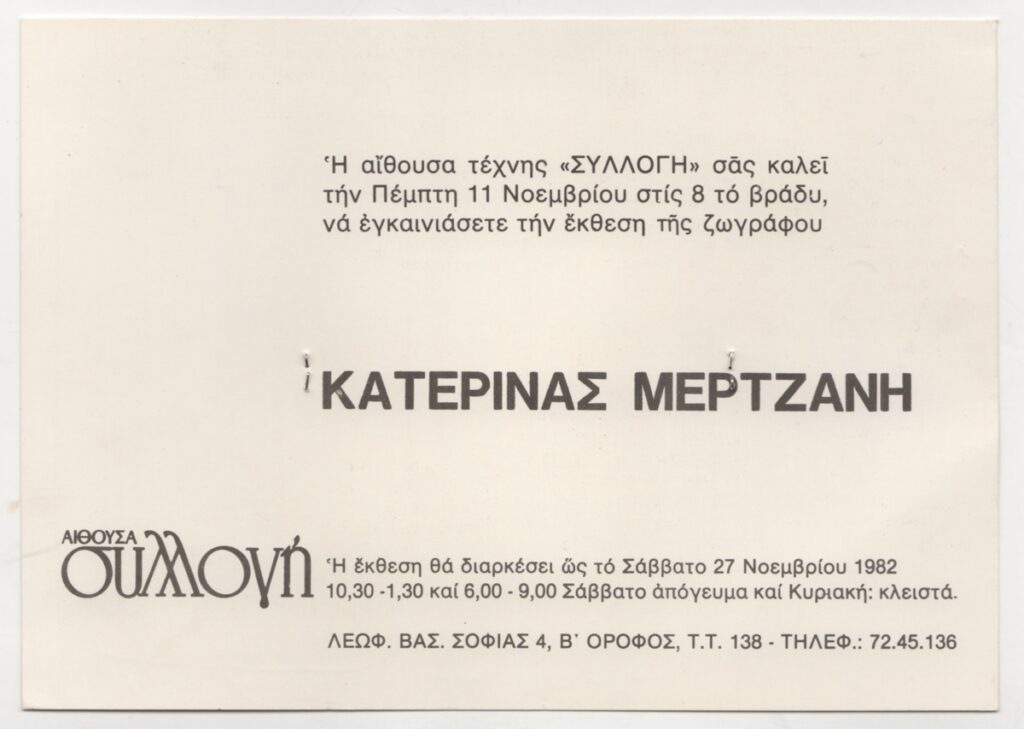 Ἡ αἴθουσα τέχνης «ΣΥΛΛΟΓΗ» σᾶς καλεῖ
τήν Πέμπτη 11 Νοεμβρίου στίς 8 τό βράδυ,
νά ἐγκαινιάσετε τήν ἔκθεση τῆς ζωγράφου
ΚΑΤΕΡΙΝΑΣ ΜΕΡΤΖΑΝΗ
ΑΙΘΟΥΣΑ
συλλογή
Ἡ ἔκθεση θά διαρκέσει ὥς τό Σάββατο 27 Νοεμβρίου 1982
10,30 -1,30 καί 6,00 - 9,00 Σάββατο ἀπόγευμα καί Κυριακή: κλειστά.
ΛΕΩΦ. ΒΑΣ. ΣΟΦΙΑΣ 4, Β΄ ΟΡΟΦΟΣ, Τ.Τ. 138 - ΤΗΛΕΦ.: 72.45.136